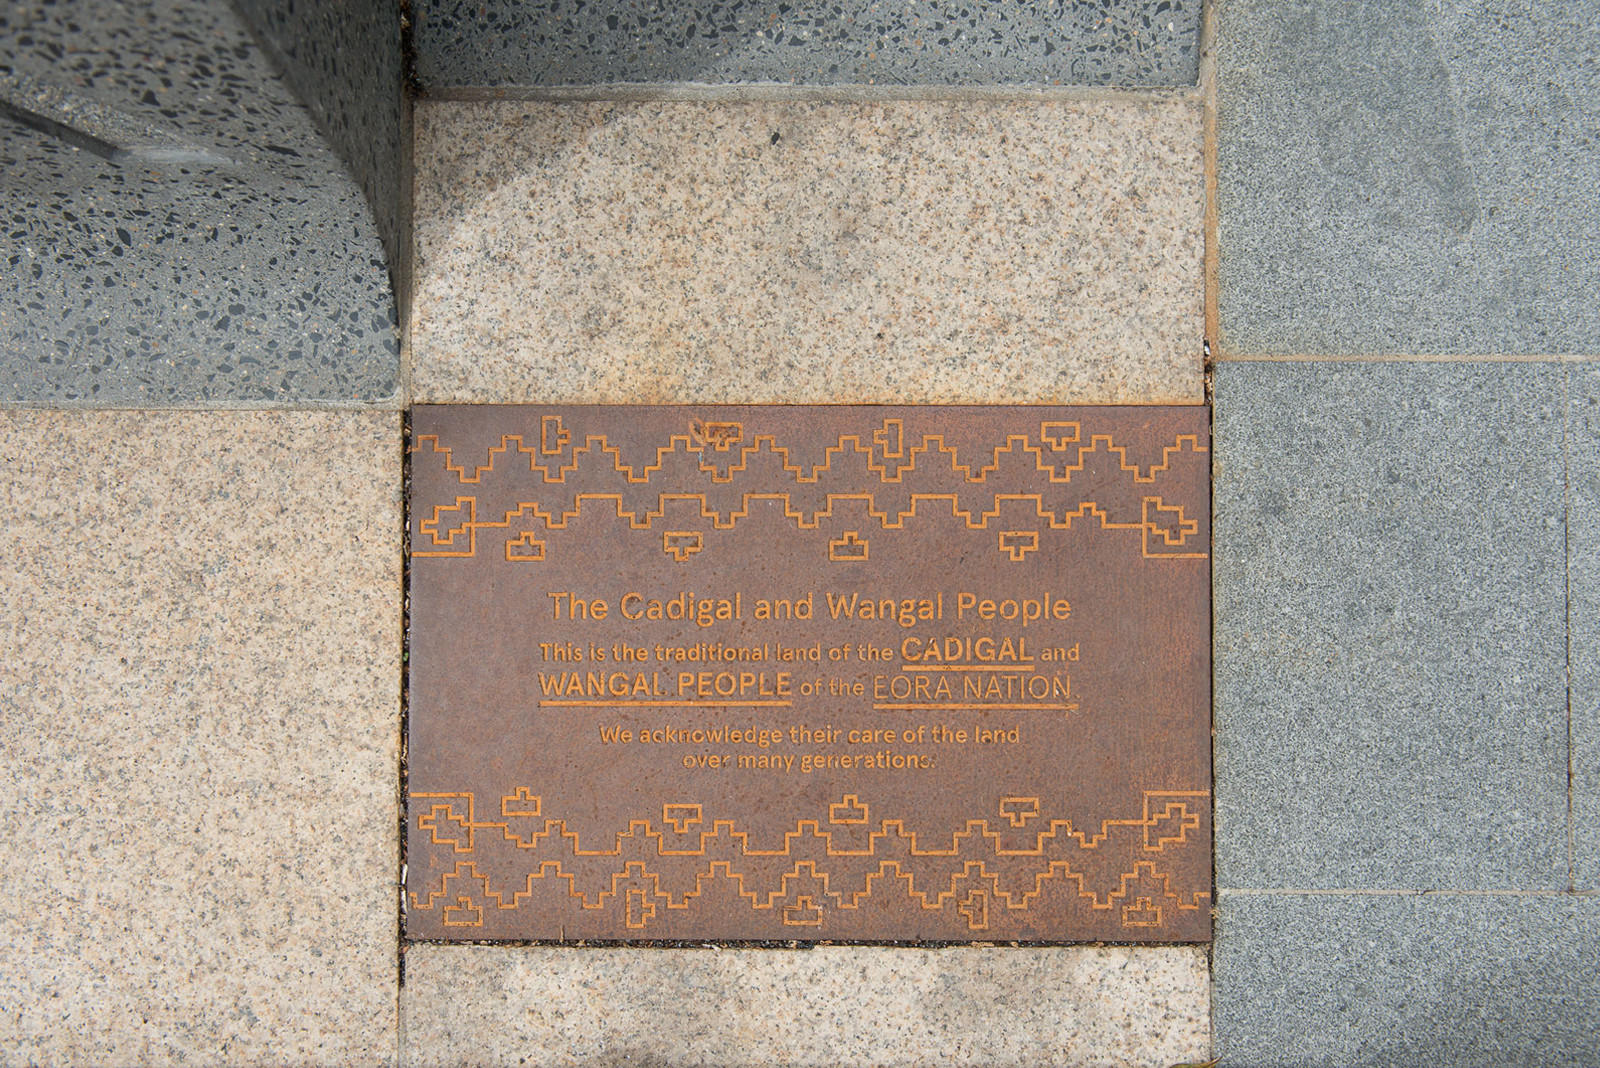 The Cadigal and Wangal People
This is the traditional land of the CADIGAL and
WANGAL PEOPLE of the EORA NATION.
We acknowledge their care of the land
over many generations.